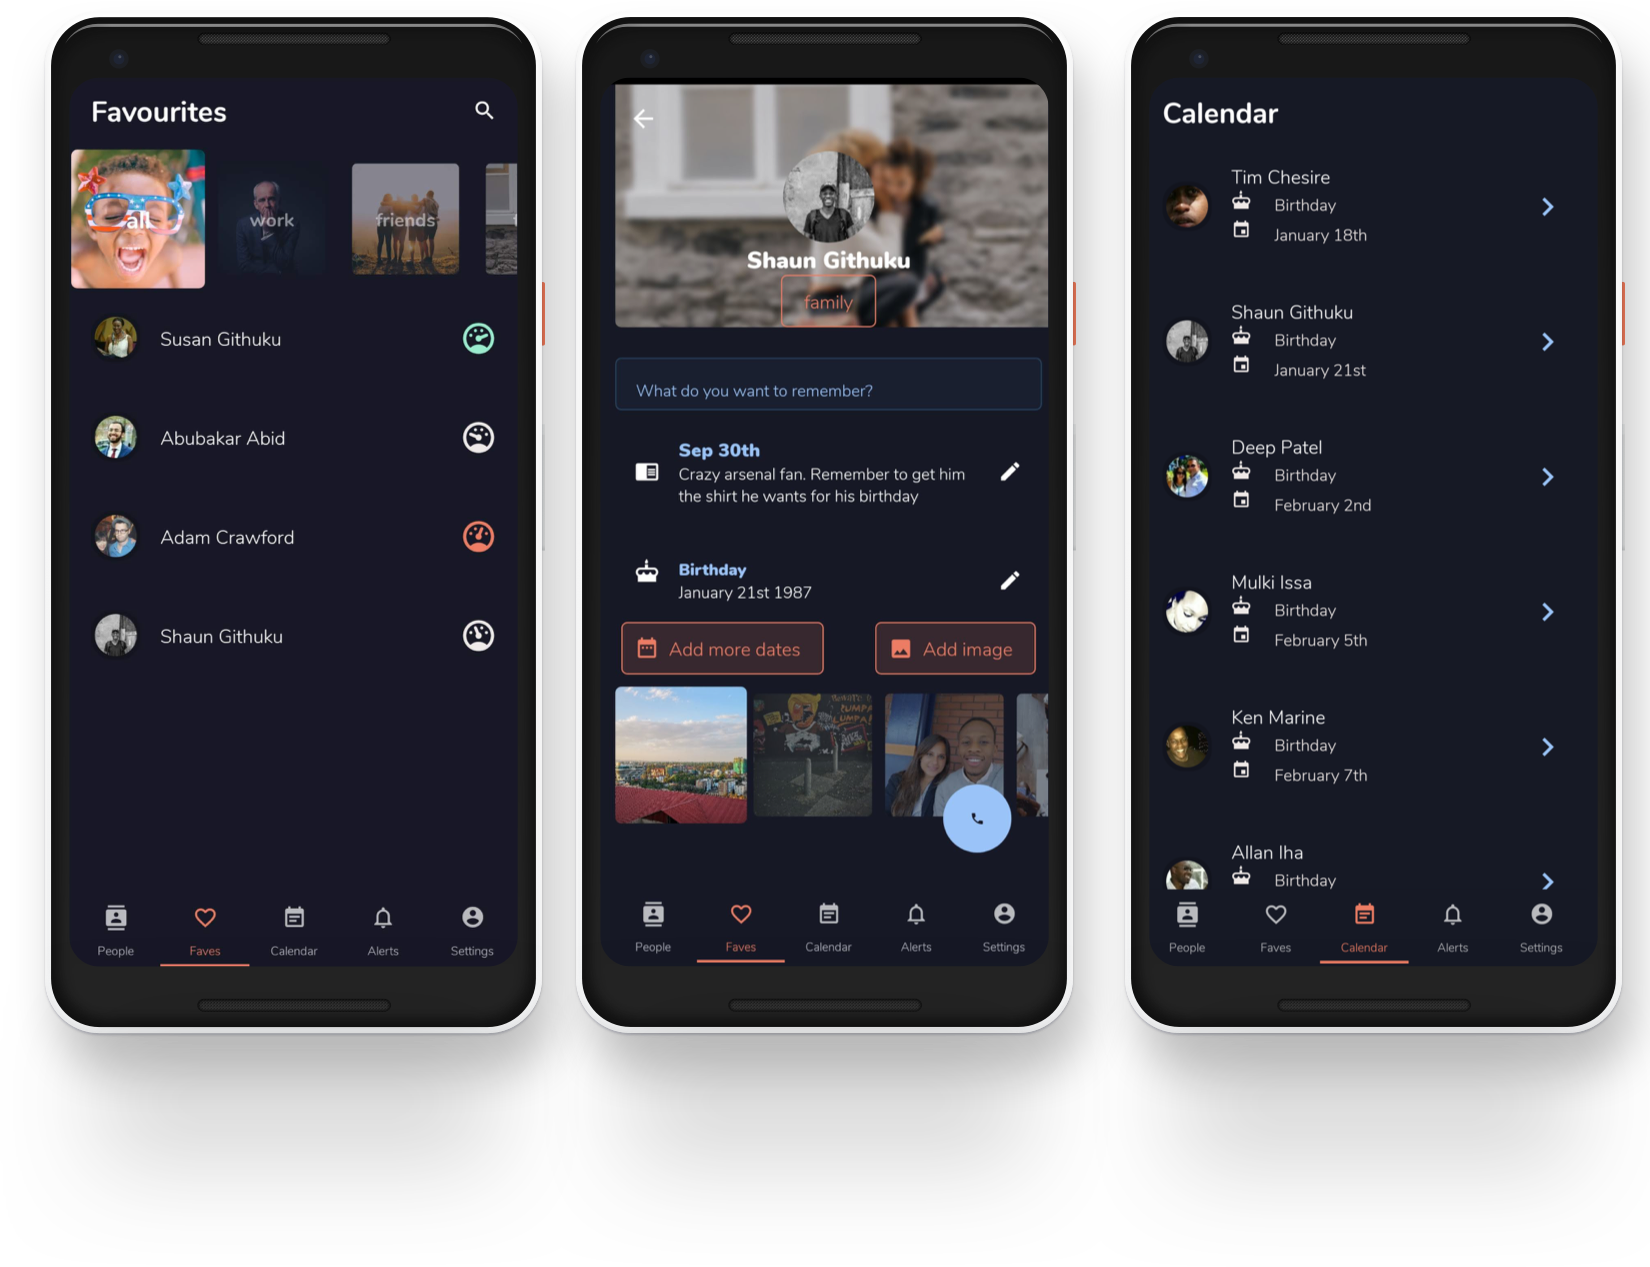 Favourites
all
work
friends
Susan Githuku
Abubakar Abid
Adam Crawford
Shaun Githuku
People
Faves
Calendar
Alerts
Settings
Shaun Githuku
family
What do you want to remember?
Sep 30th
Crazy arsenal fan. Remember to get him
the shirt he wants for his birthday
Birthday
January 21st 1987
Add more dates
Add image
People
Faves
Calendar
Alerts
Settings
Calendar
Tim Chesire
Birthday
January 18th
Shaun Githuku
Birthday
January 21st
Deep Patel
Birthday
February 2nd
Mulki Issa
Birthday
February 5th
Ken Marine
Birthday
February 7th
Allan Iha
Birthday
People
Faves
Calendar
Alerts
Settings